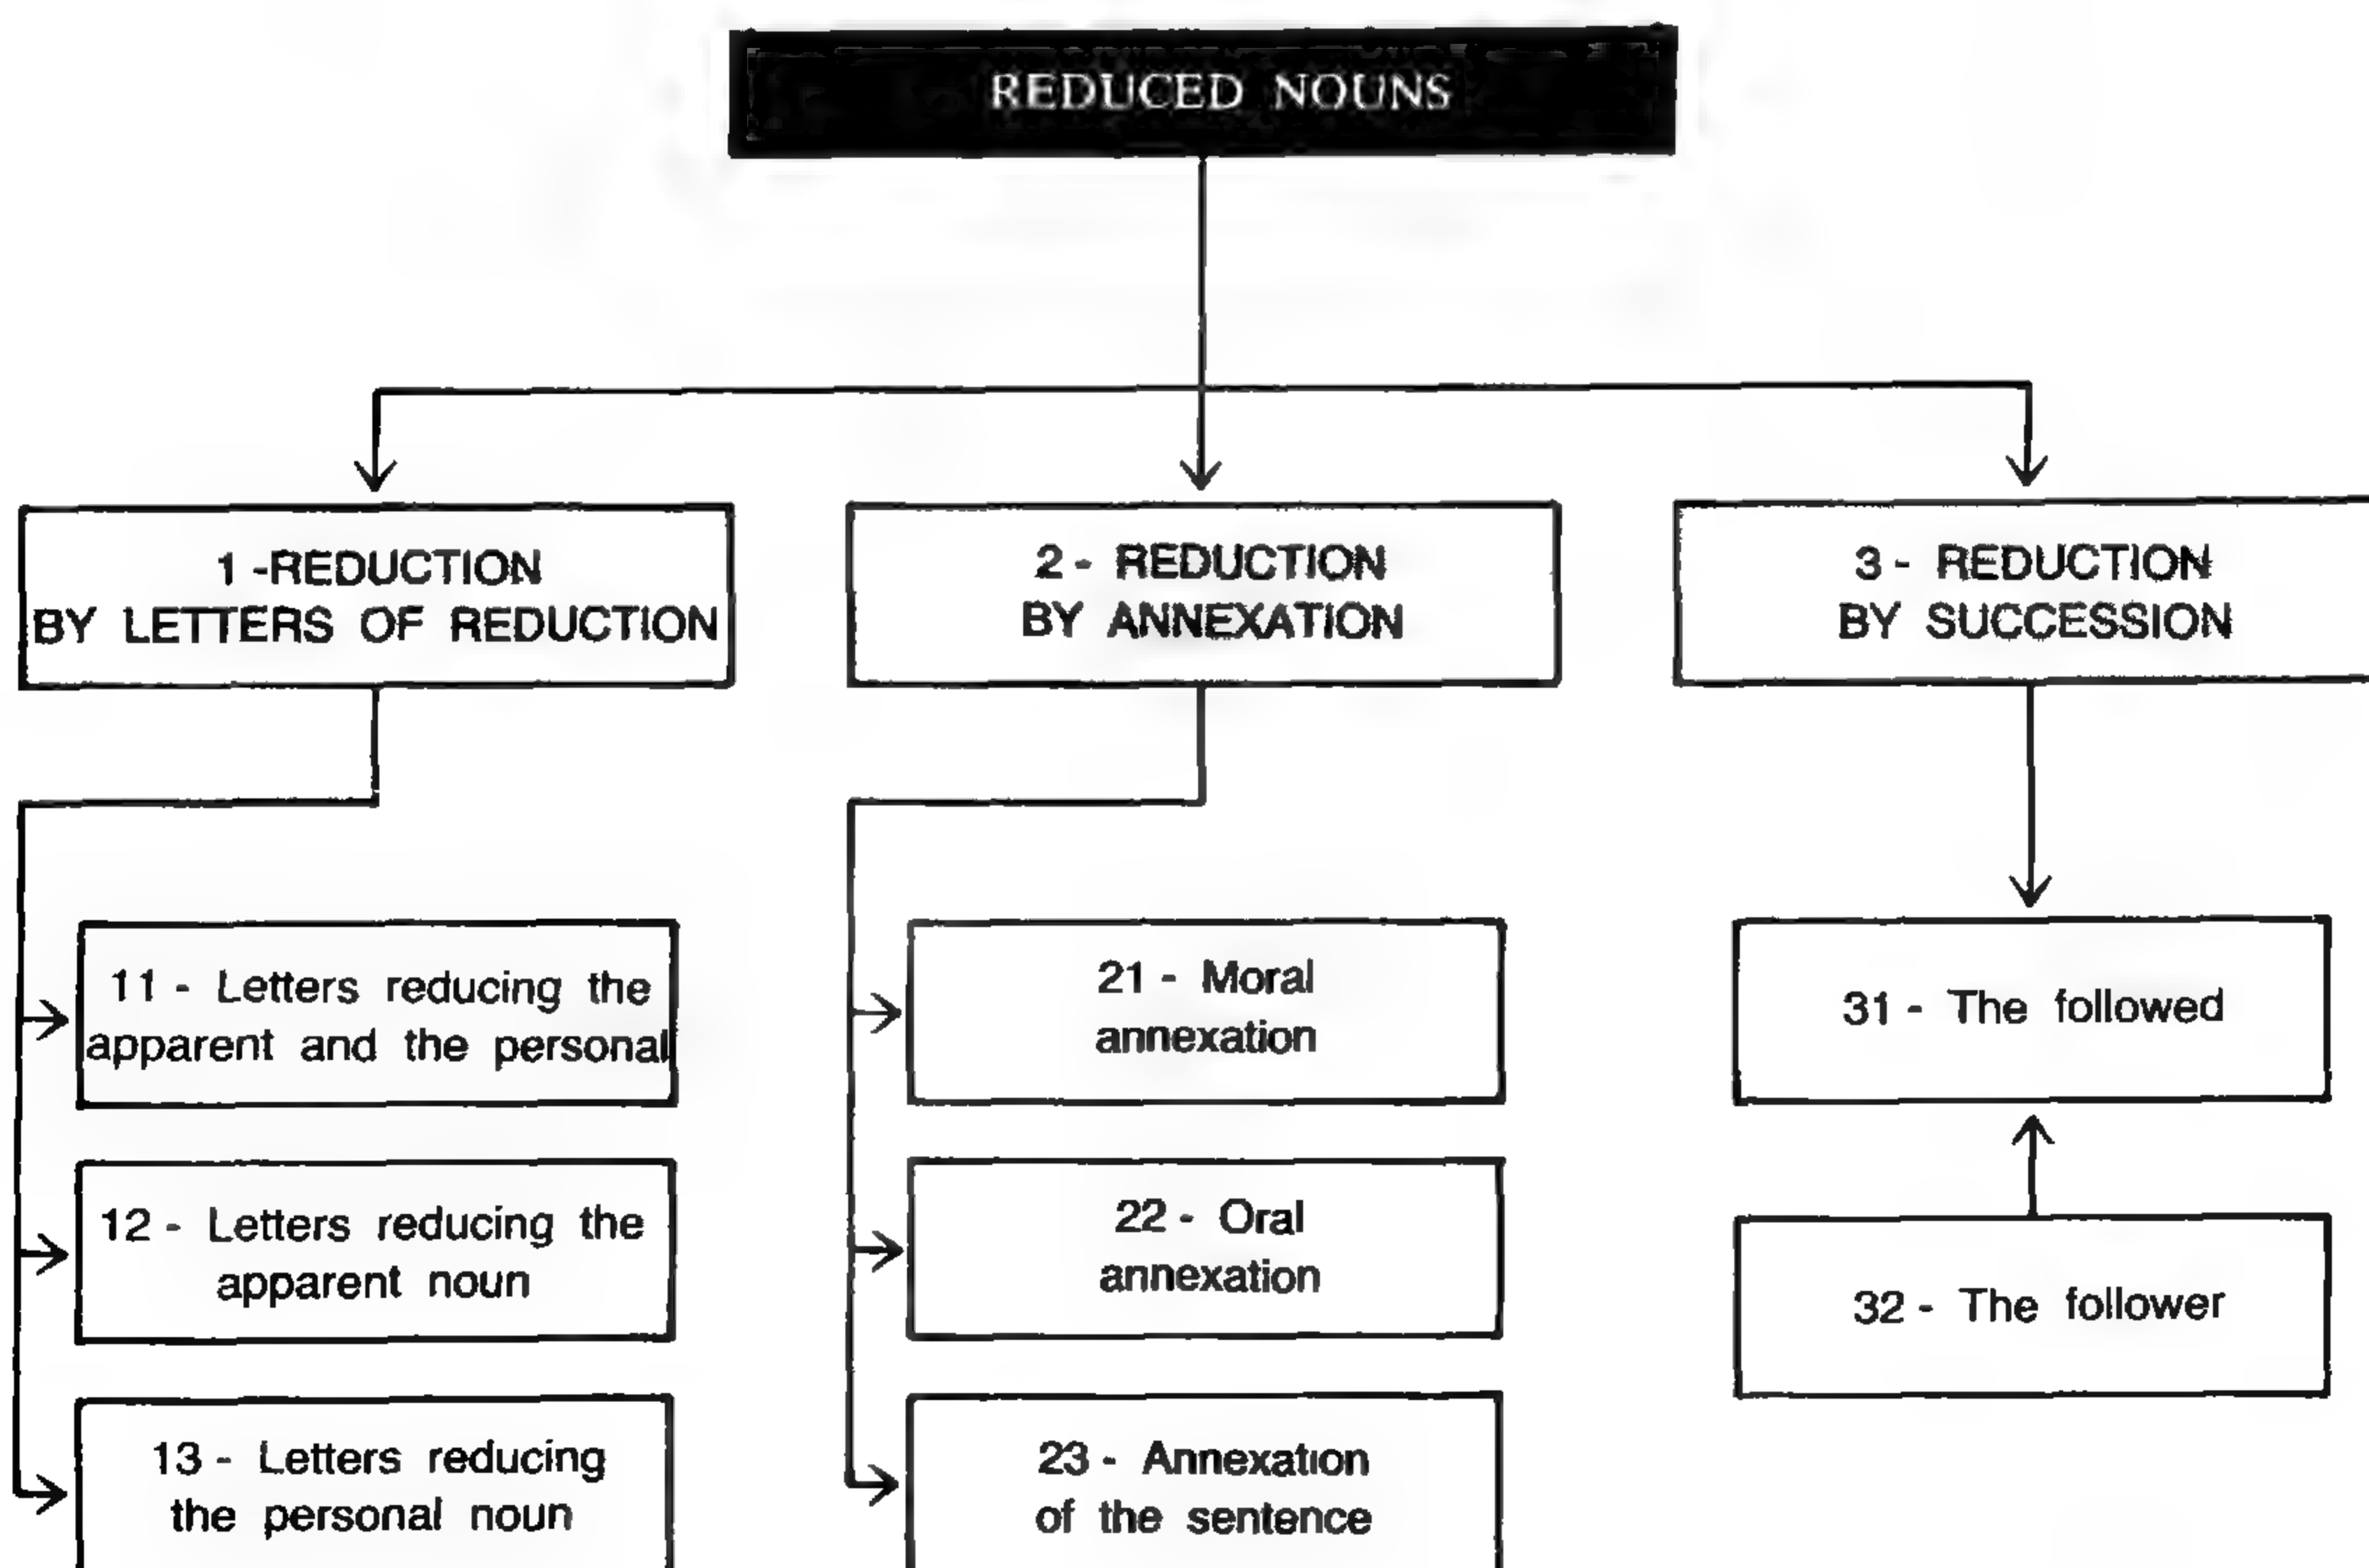 REDUCED NOUNS
1 -REDUCTION
BY LETTERS OF REDUCTION
2 - REDUCTION
BY ANNEXATION
3 - REDUCTION
BY SUCCESSION
11 - Letters reducing the
apparent and the personal
12 - Letters reducing the
apparent noun
13 - Letters reducing
the personal noun
21 - Moral
annexation
22 - Oral
annexation
23 - Annexation
of the sentence
31 - The followed
32 - The follower